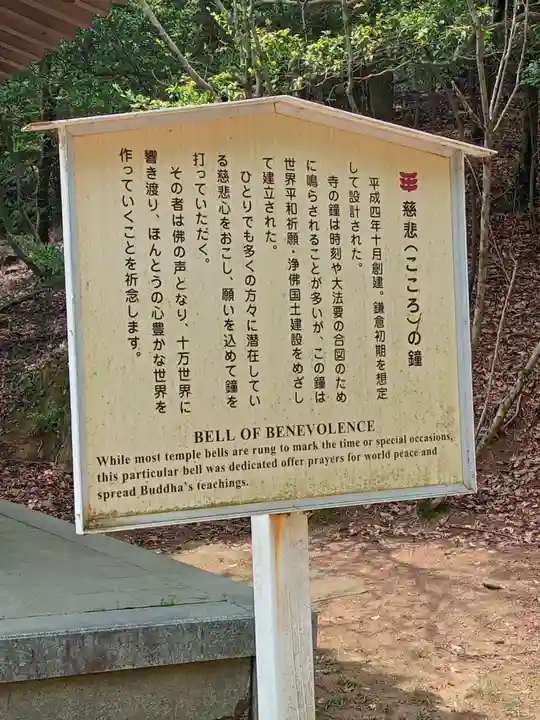 慈悲(こころ)の鐘
平成四年十月創建。鎌倉初期を想定
して設計された。
寺の鐘は時刻や大法要の合図のため
に鳴らされることが多いが、この鐘は
世界平和祈願・浄佛国土建設をめざし
て建立された。
ひとりでも多くの方々に潜在してい
る慈悲心をおこし、願いを込めて鐘を
打っていただく。
その者は佛の声となり、十万世界に
響き渡り、ほんとうの心豊かな世界を
作っていくことを祈念します。
BELL OF BENEVOLENCE
While most temple bells are rung to mark the time or special occasions,
this particular bell was dedicated offer prayers for world peace and
spread Buddha's teachings.